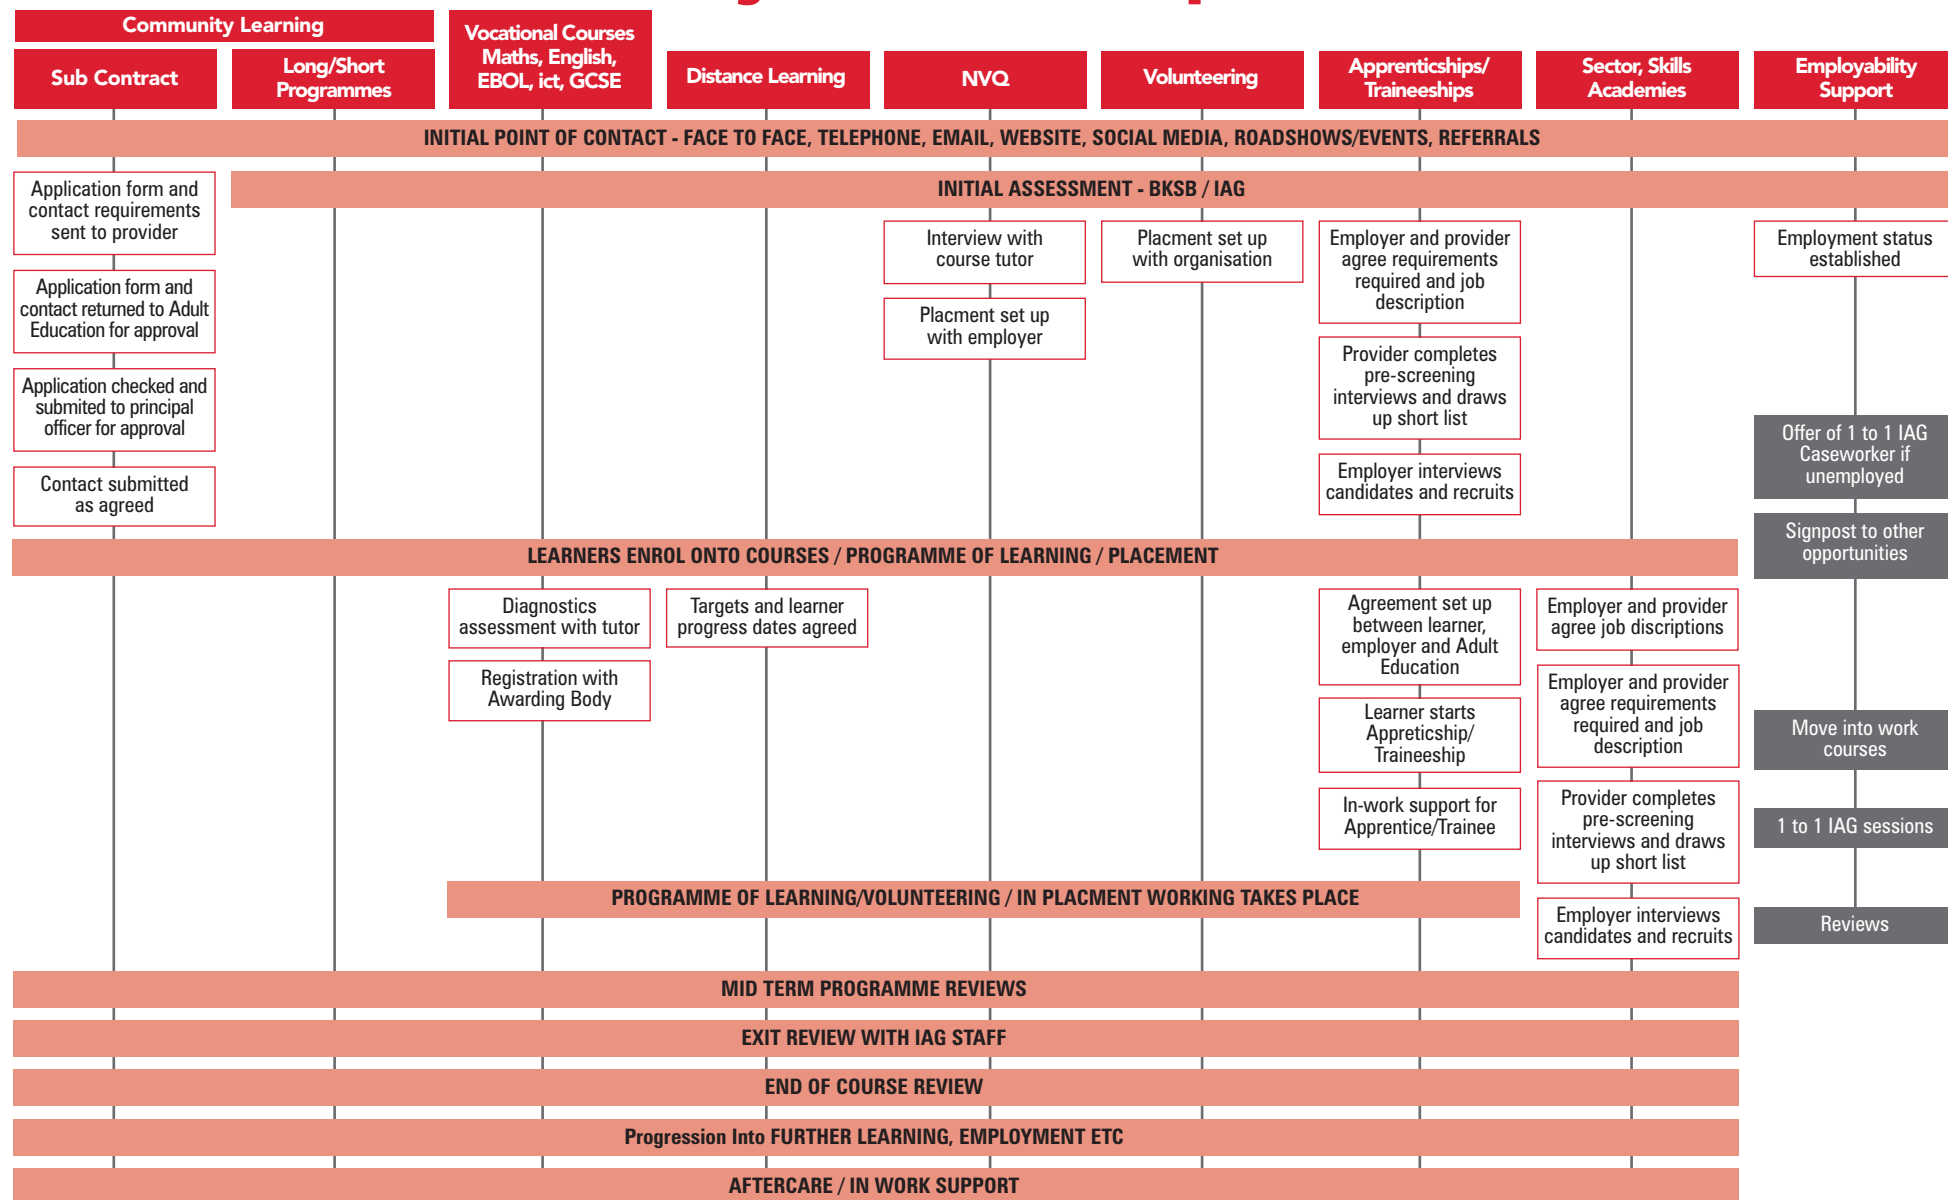 Community Learning
Sub Contract
Long/Short
Programmes
Vocational Courses
Maths, English,
EBOL, ict, GCSE
Distance Learning
NVQ
Volunteering
Apprenticships/
Traineeships
Sector, Skills
Academies
Employability
Support
INITIAL POINT OF CONTACT - FACE TO FACE, TELEPHONE, EMAIL, WEBSITE, SOCIAL MEDIA, ROADSHOWS/EVENTS, REFERRALS
Application form and
contact requirements
sent to provider
INITIAL ASSESSMENT - BKSB / IAG
Application form and
contact returned to Adult
Education for approval
Application checked and
submited to principal
officer for approval
Contact submitted
as agreed
Interview with
course tutor
Placment set up
with employer
Placment set up
with organisation
Employer and provider
agree requirements
required and job
description
Provider completes
pre-screening
interviews and draws
up short list
Employer interviews
candidates and recruits
Employment status
established
Offer of 1 to 1 IAG
Caseworker if
unemployed
Signpost to other
opportunities
LEARNERS ENROL ONTO COURSES / PROGRAMME OF LEARNING / PLACEMENT
Diagnostics
assessment with tutor
Registration with
Awarding Body
Targets and learner
progress dates agreed
Agreement set up
between learner,
employer and Adult
Education
Learner starts
Appreticship/
Traineeship
In-work support for
Apprentice/Trainee
Employer and provider
agree job discriptions
Employer and provider
agree requirements
required and job
description
Provider completes
pre-screening
interviews and draws
up short list
Employer interviews
candidates and recruits
Move into work
courses
1 to 1 IAG sessions
Reviews
PROGRAMME OF LEARNING/VOLUNTEERING / IN PLACMENT WORKING TAKES PLACE
MID TERM PROGRAMME REVIEWS
EXIT REVIEW WITH IAG STAFF
END OF COURSE REVIEW
Progression Into FURTHER LEARNING, EMPLOYMENT ETC
AFTERCARE / IN WORK SUPPORT